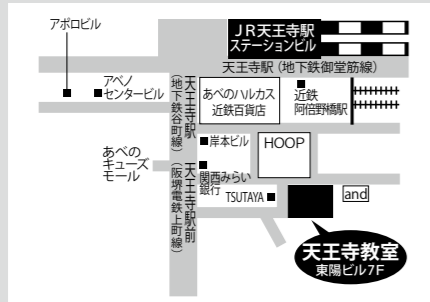 アポロビル
JR天王寺駅
ステーションビル
天王寺駅（地下鉄御堂筋線）
アベノ
センタービル
天王寺駅
（地下鉄谷町線）
あべのハルカス
近鉄百貨店
近鉄
阿倍野橋駅
岸本ビル
HOOP
あべの
キューズ
モール
天王寺駅前
（阪堺電鉄上町線）
関西みらい
銀行
TSUTAYA
and
天王寺教室
東陽ビル7F